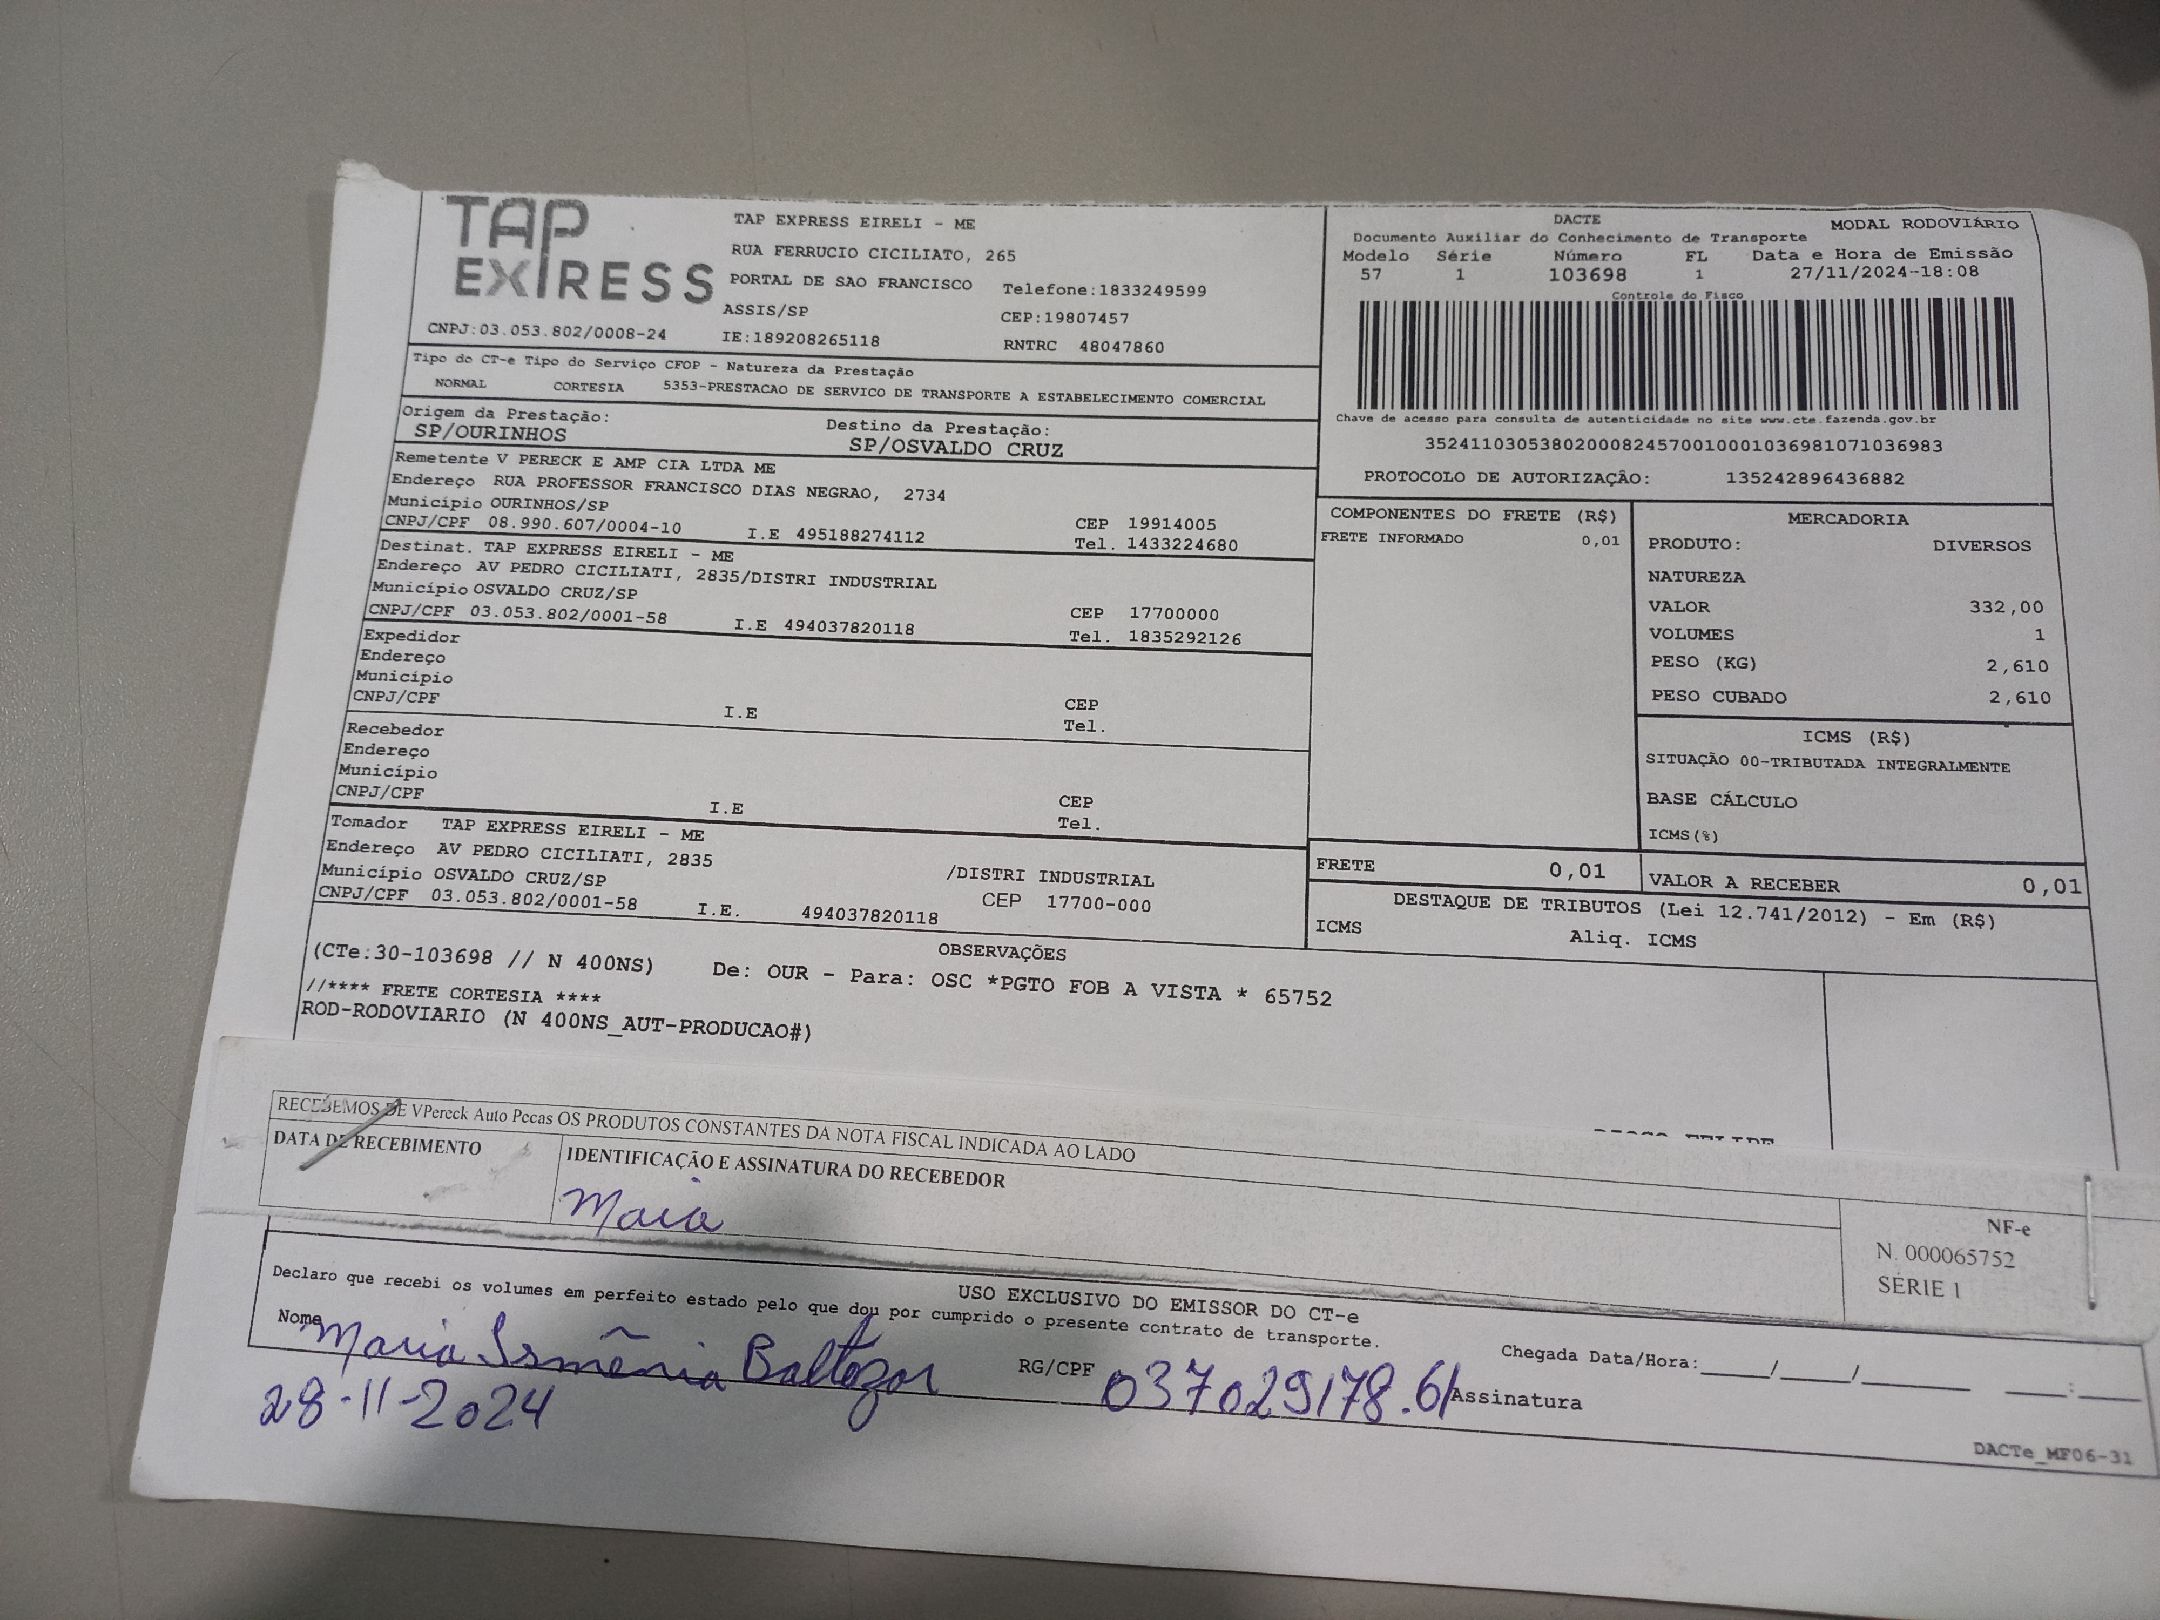 TAP
EXPRESS
CNPJ:03.053.802/0008-24
TAP EXPRESS EIRELI - ME
RUA FERRUCIO CICILIATO, 265
PORTAL DE SAO FRANCISCO Telefone:1833249599
ASSIS/SP CEP:19807457
IE:189208265118 RNTRC 48047860
DACTE MODAL RODOVIÁRIO
Documento Auxiliar do Conhecimento de Transporte
Modelo Série Número FL Data e Hora de Emissão
57 1 103698 1 27/11/2024-18:08
Controle do Fisco
Chave de acesso para consulta de autenticidade no site www.cte.fazenda.gov.br
35241103053802000824570010001036981071036983
PROTOCOLO DE AUTORIZAÇÃO: 135242896436882
Tipo do CT-e Tipo do Serviço CFOP - Natureza da Prestação
NORMAL CORTESIA 5353-PRESTACAO DE SERVICO DE TRANSPORTE A ESTABELECIMENTO COMERCIAL
Origem da Prestação: Destino da Prestação:
SP/OURINHOS SP/OSVALDO CRUZ
Remetente V PERECK E AMP CIA LTDA ME
Endereço RUA PROFESSOR FRANCISCO DIAS NEGRAO, 2734
Município OURINHOS/SP CEP 19914005
CNPJ/CPF 08.990.607/0004-10 I.E 495188274112 Tel. 1433224680
Destinat. TAP EXPRESS EIRELI - ME
Endereço AV PEDRO CICILIATI, 2835/DISTRI INDUSTRIAL
Município OSVALDO CRUZ/SP CEP 17700000
CNPJ/CPF 03.053.802/0001-58 I.E 494037820118 Tel. 1835292126
Expedidor
Endereço
Município CEP
CNPJ/CPF I.E Tel.
Recebedor
Endereço
Município CEP
CNPJ/CPF I.E Tel.
Tomador TAP EXPRESS EIRELI - ME
Endereço AV PEDRO CICILIATI, 2835 /DISTRI INDUSTRIAL
Município OSVALDO CRUZ/SP CEP 17700-000
CNPJ/CPF 03.053.802/0001-58 I.E. 494037820118
COMPONENTES DO FRETE (R$)
FRETE INFORMADO 0,01
MERCADORIA
PRODUTO: DIVERSOS
NATUREZA
VALOR 332,00
VOLUMES 1
PESO (KG) 2,610
PESO CUBADO 2,610
ICMS (R$)
SITUAÇÃO 00-TRIBUTADA INTEGRALMENTE
BASE CÁLCULO
ICMS(%)
FRETE 0,01 VALOR A RECEBER 0,01
DESTAQUE DE TRIBUTOS (Lei 12.741/2012) - Em (R$)
ICMS Aliq. ICMS
OBSERVAÇÕES
(CTe:30-103698 // N 400NS) De: OUR - Para: OSC *PGTO FOB A VISTA * 65752
//**** FRETE CORTESIA ****
ROD-RODOVIARIO (N 400NS_AUT-PRODUCAO#)
RECEBEMOS DE VPereck Auto Pecas OS PRODUTOS CONSTANTES DA NOTA FISCAL INDICADA AO LADO
DATA DE RECEBIMENTO IDENTIFICAÇÃO E ASSINATURA DO RECEBEDOR
Maia
NF-e
N. 000065752
SÉRIE 1
USO EXCLUSIVO DO EMISSOR DO CT-e
Declaro que recebi os volumes em perfeito estado pelo que dou por cumprido o presente contrato de transporte.
Nome Maria Ismênia Baltazar RG/CPF 037029178.61 Assinatura
Chegada Data/Hora:____/____/______ ___:___
28-11-2024
DACTe_MF06-31